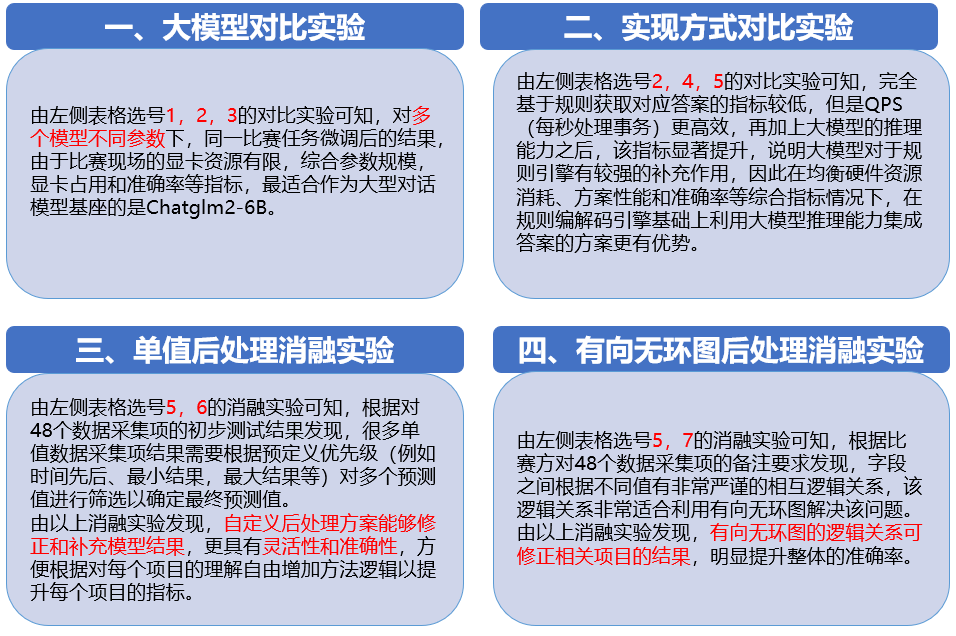 一、大模型对比实验
由左侧表格选号1，2，3的对比实验可知，对多
个模型不同参数下，同一比赛任务微调后的结果，
由于比赛现场的显卡资源有限，综合参数规模，
显卡占用和准确率等指标，最适合作为大型对话
模型基座的是Chatglm2-6B。
二、实现方式对比实验
由左侧表格选号2，4，5的对比实验可知，完全
基于规则获取对应答案的指标较低，但是QPS
（每秒处理事务）更高效，再加上大模型的推理
能力之后，该指标显著提升，说明大模型对于规
则引擎有较强的补充作用，因此在均衡硬件资源
消耗、方案性能和准确率等综合指标情况下，在
规则编解码引擎基础上利用大模型推理能力集成
答案的方案更有优势。
三、单值后处理消融实验
由左侧表格选号5，6的消融实验可知，根据对
48个数据采集项的初步测试结果发现，很多单
值数据采集项结果需要根据预定义优先级（例如
时间先后、最小结果，最大结果等）对多个预测
值进行筛选以确定最终预测值。
由以上消融实验发现，自定义后处理方案能够修
正和补充模型结果，更具有灵活性和准确性，方
便根据对每个项目的理解自由增加方法逻辑以提
升每个项目的指标。
四、有向无环图后处理消融实验
由左侧表格选号5，7的消融实验可知，根据比
赛方对48个数据采集项的备注要求发现，字段
之间根据不同值有非常严谨的相互逻辑关系，该
逻辑关系非常适合利用有向无环图解决该问题。
由以上消融实验发现，有向无环图的逻辑关系可
修正相关项目的结果，明显提升整体的准确率。